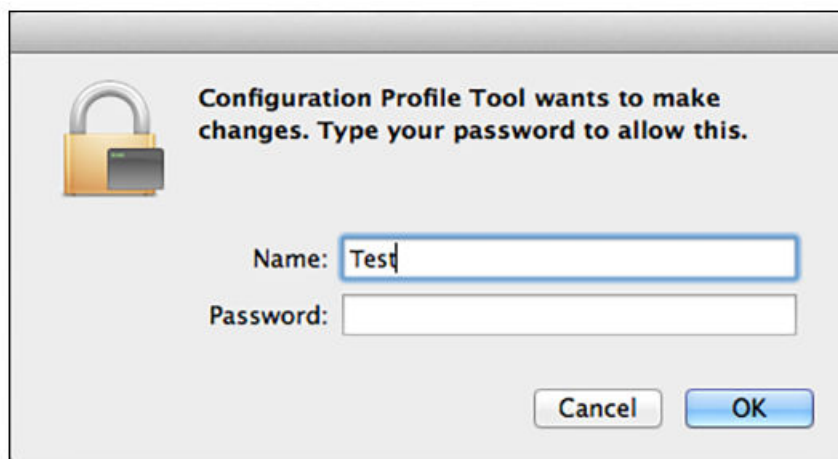 Configuration Profile Tool wants to make
changes. Type your password to allow this.
Name: Test
Password:
Cancel OK